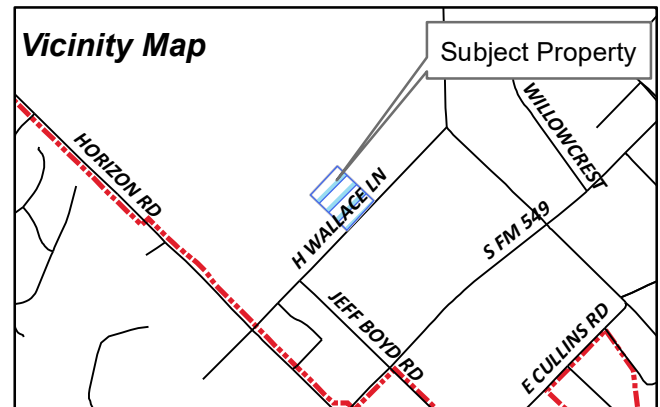 Vicinity Map
Subject Property
WILLOWCREST
HORIZON RD
H WALLACE LN
S FM 549
JEFF BOYD RD
E CULLINS RD